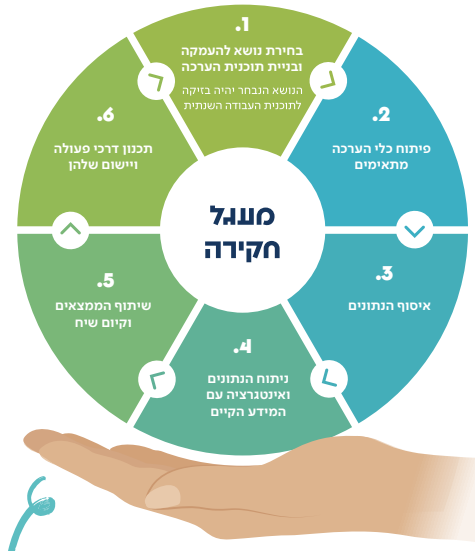 1.
בחירת נושא להעמקה
ובניית תוכנית הערכה
הנושא הנבחר יהיה בזיקה
לתוכנית העבודה השנתית
2.
פיתוח כלי הערכה
מתאימים
3.
איסוף הנתונים
4.
ניתוח הנתונים
ואינטגרציה עם
המידע הקיים
5.
שיתוף הממצאים
וקיום שיח
6.
תכנון דרכי פעולה
ויישום שלהן
מעגל
חקירה